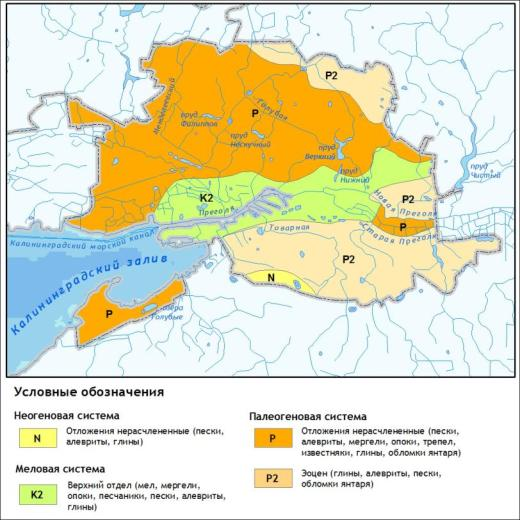 P2
Голубая
Менделеевский
пруд
Филиппов
P
пруд
Нескучный
пруд
Верхний
пруд
Чистый
пруд
Нижний
K2
Преголя
P2
Новая Преголя
P
Товарная
Старая Преголя
Калининградский морской канал
P2
N
Калининградский залив
P
озёра
Голубые
Условные обозначения
Неогеновая система
N
Отложения нерасчлененные (пески,
алевриты, глины)
Меловая система
K2
Верхний отдел (мел, мергели,
опоки, песчаники, пески, алевриты,
глины)
Палеогеновая система
P
Отложения нерасчлененные (пески,
алевриты, мергели, опоки, трепел,
известняки, глины, обломки янтаря)
P2
Эоцен (глины, алевриты, пески,
обломки янтаря)